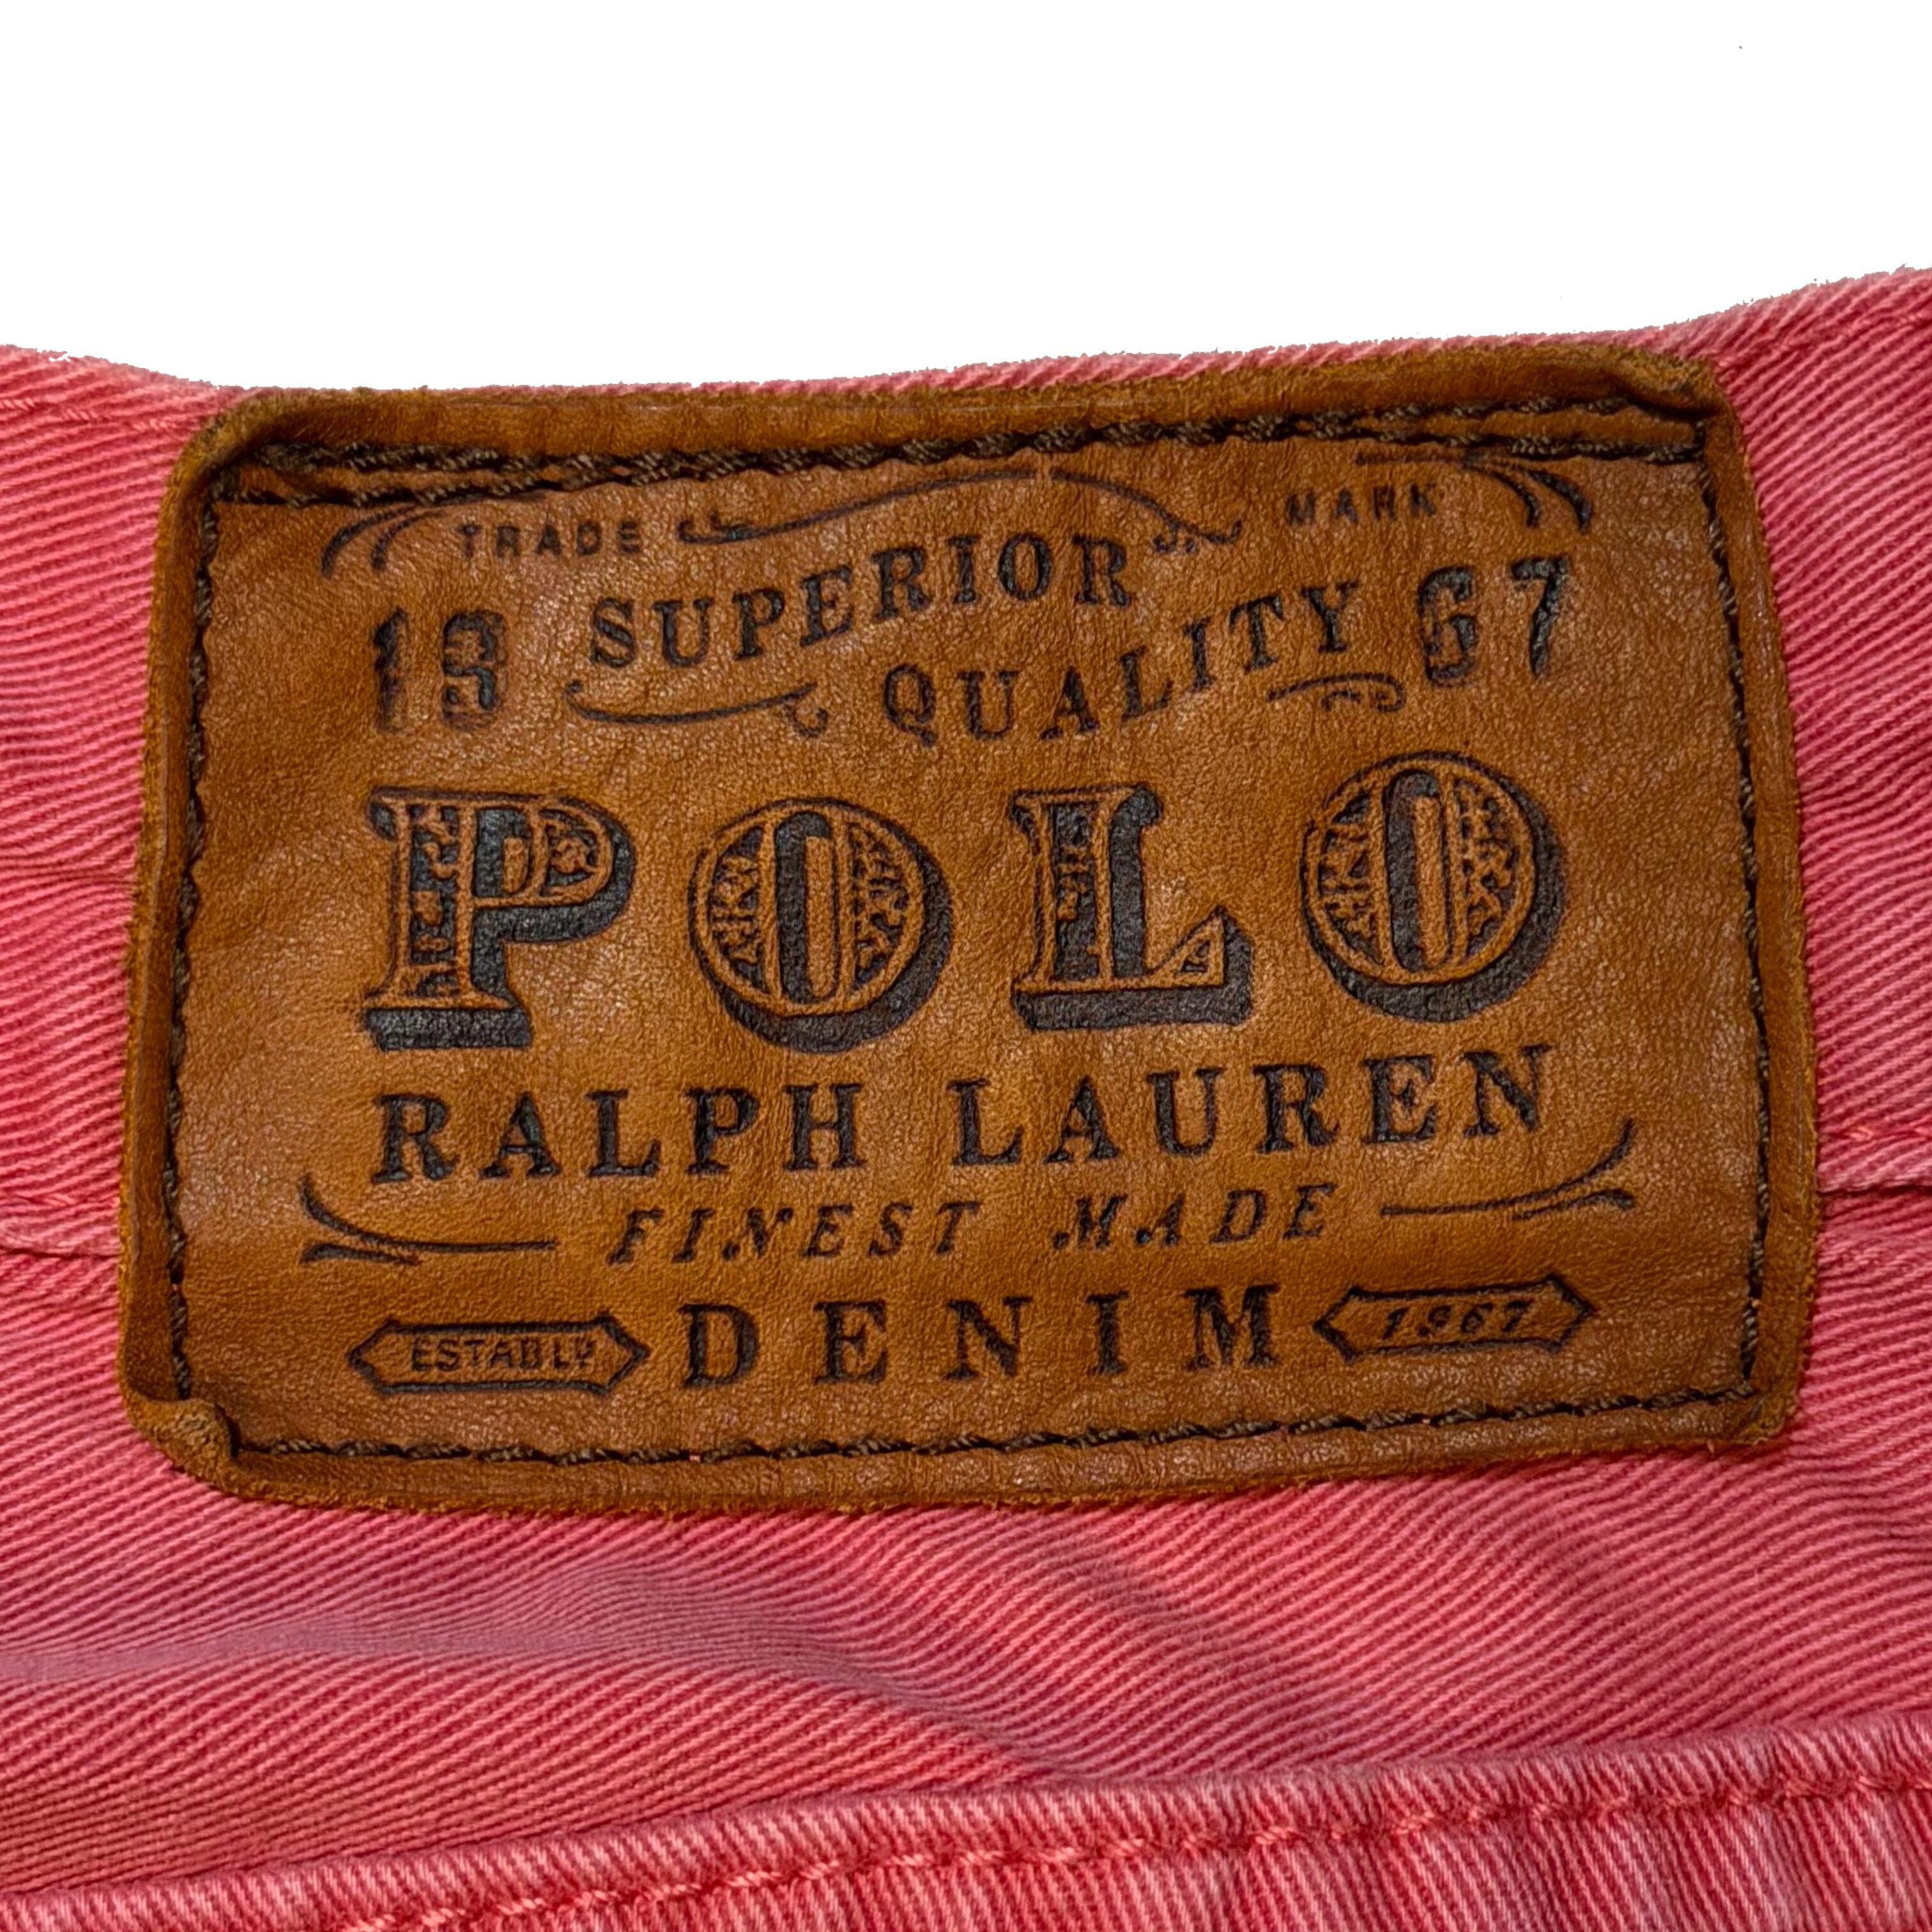 TRADE MARK
19 SUPERIOR QUALITY 67
POLO
RALPH LAUREN
FINEST MADE
ESTABLD DENIM 1967